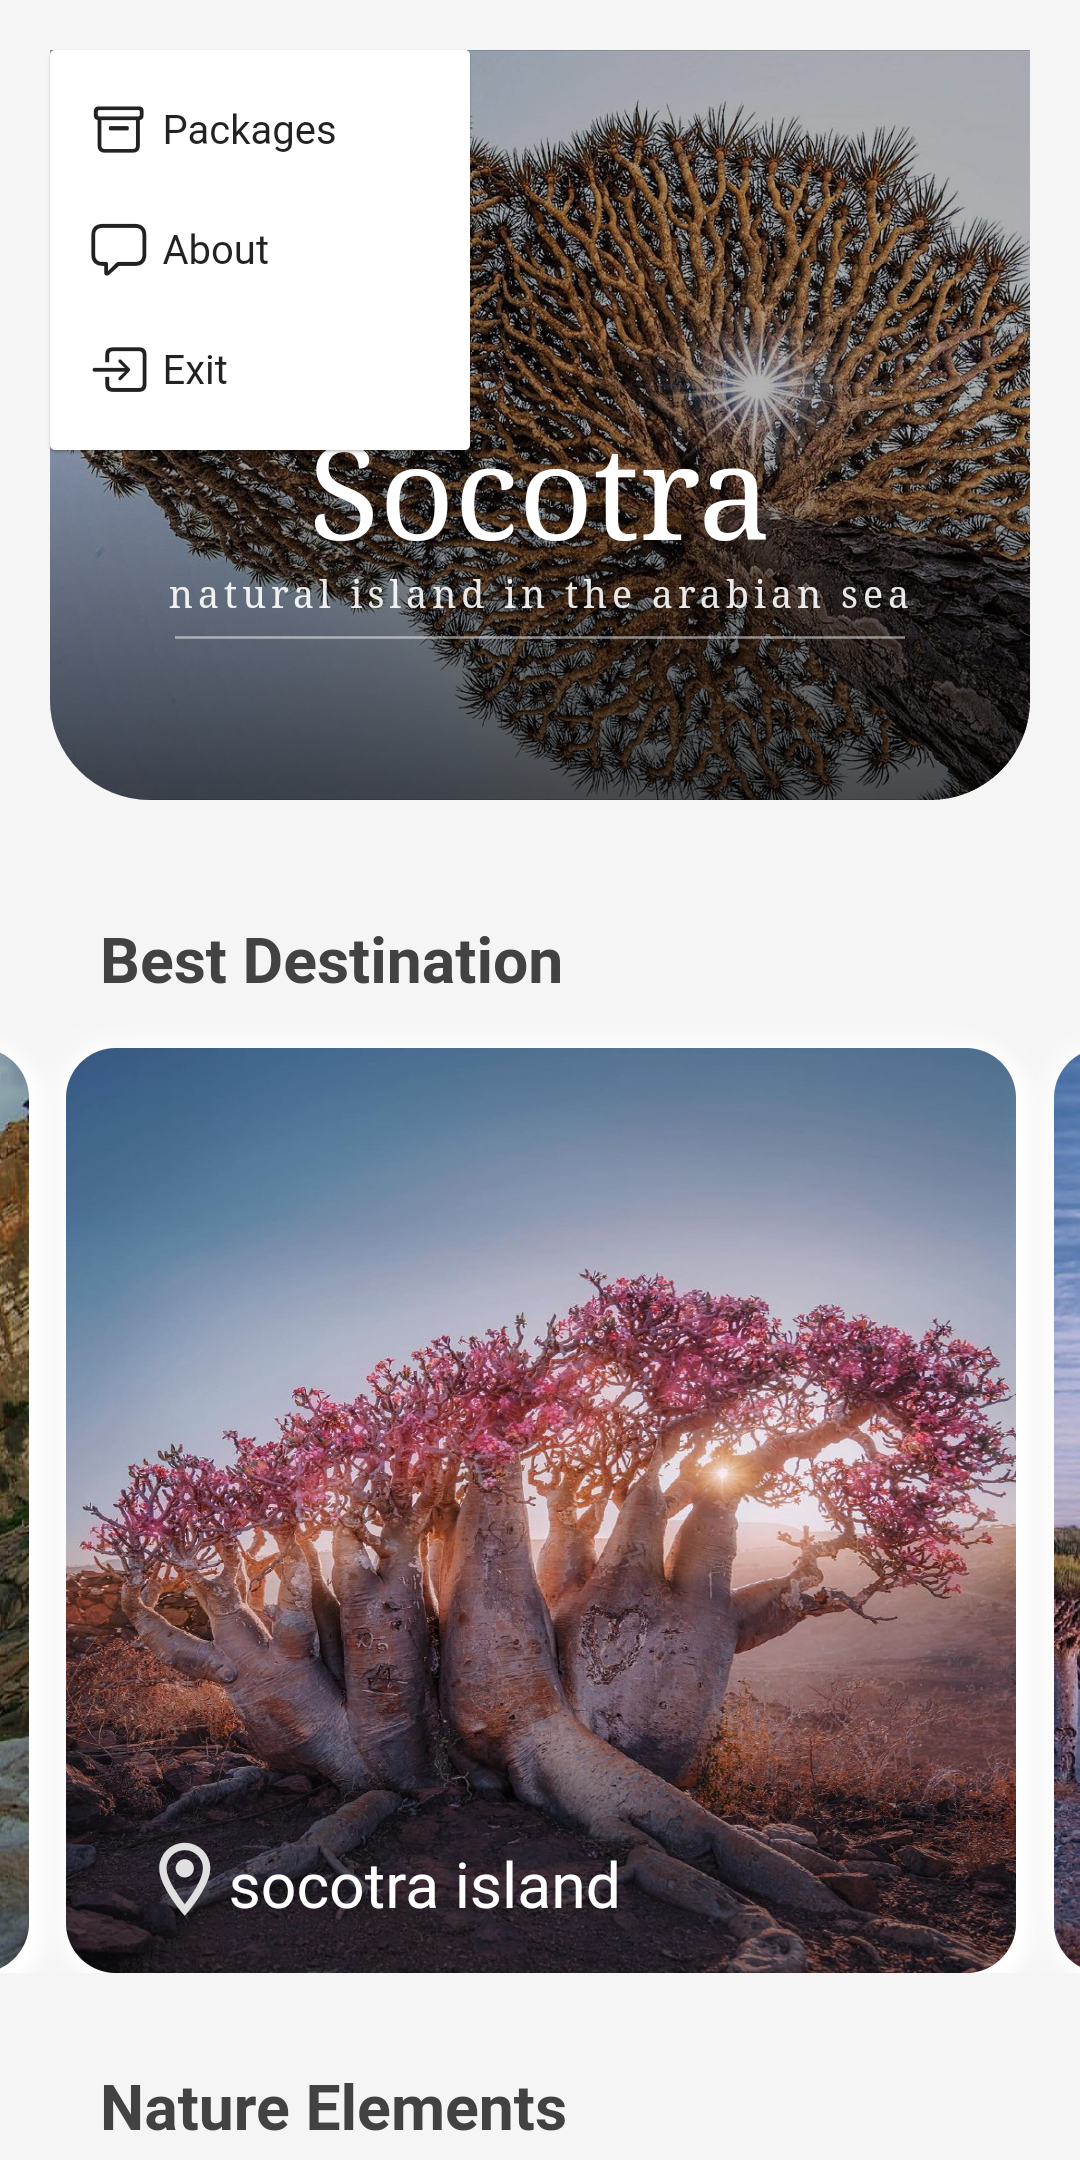 Packages
About
Exit
Socotra
natural island in the arabian sea
Best Destination
socotra island
Nature Elements